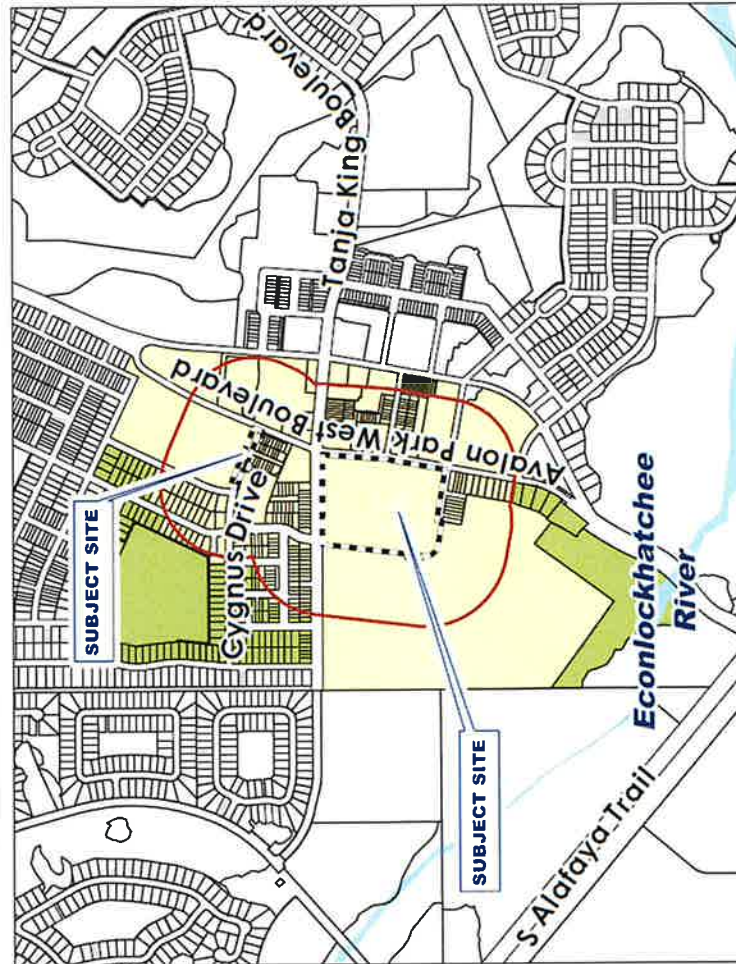 Tanja King Boulevard
Avalon Park West Boulevard
SUBJECT SITE
Cygnus Drive
SUBJECT SITE
Econlockhatchee
River
S Alafaya Trail